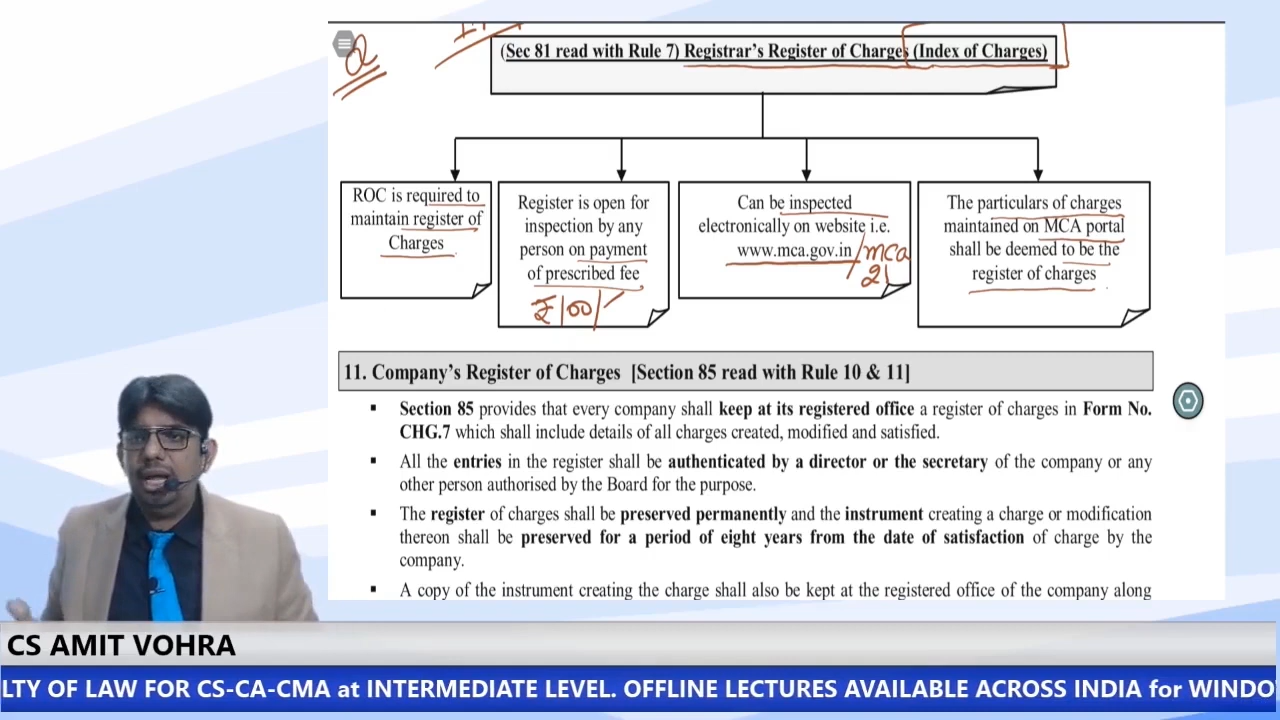 (Sec 81 read with Rule 7) Registrar's Register of Charges (Index of Charges)
ROC is required to
maintain register of
Charges
Register is open for
inspection by any
person on payment
of prescribed fee
₹100/
Can be inspected
electronically on website i.e.
www.mca.gov.in/mca
21
The particulars of charges
maintained on MCA portal
shall be deemed to be the
register of charges
11. Company's Register of Charges [Section 85 read with Rule 10 & 11]
▪ Section 85 provides that every company shall keep at its registered office a register of charges in Form No.
CHG.7 which shall include details of all charges created, modified and satisfied.
▪ All the entries in the register shall be authenticated by a director or the secretary of the company or any
other person authorised by the Board for the purpose.
▪ The register of charges shall be preserved permanently and the instrument creating a charge or modification
thereon shall be preserved for a period of eight years from the date of satisfaction of charge by the
company.
▪ A copy of the instrument creating the charge shall also be kept at the registered office of the company along
CS AMIT VOHRA
LTY OF LAW FOR CS-CA-CMA at INTERMEDIATE LEVEL. OFFLINE LECTURES AVAILABLE ACROSS INDIA for WINDO